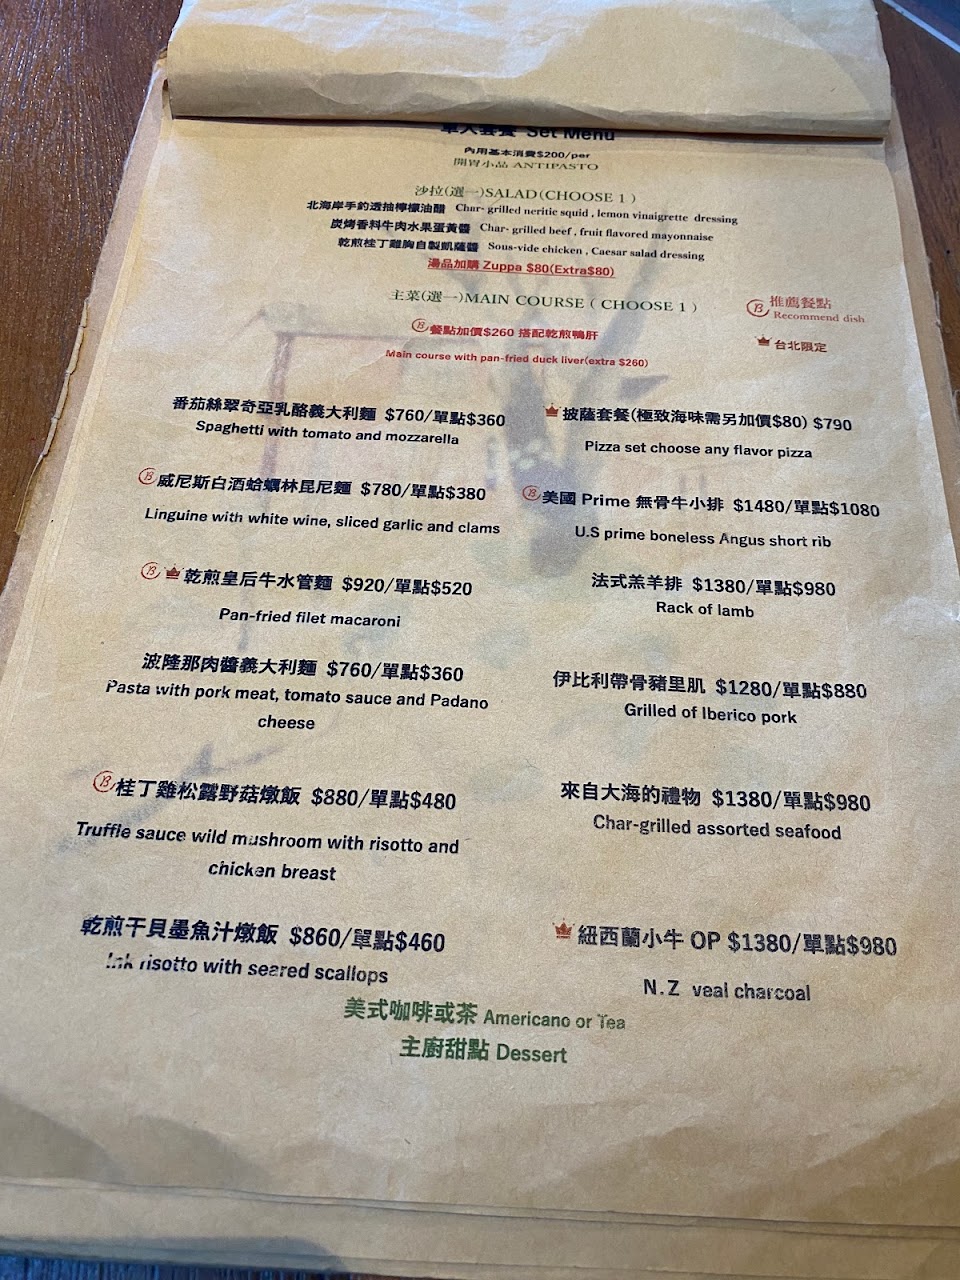 單人套餐 Set Menu
內用基本消費$200/per
開胃小品 ANTIPASTO
沙拉(選一)SALAD(CHOOSE 1)
北海岸手釣透抽檸檬油醋 Char- grilled neritic squid , lemon vinaigrette dressing
炭烤香料牛肉水果蛋黃醬 Char- grilled beef , fruit flavored mayonnaise
乾煎桂丁雞胸自製凱薩醬 Sous-vide chicken , Caesar salad dressing
湯品加購 Zuppa $80(Extra$80)
主菜(選一)MAIN COURSE ( CHOOSE 1 )
B 推薦餐點
Recommend dish
台北限定
B 餐點加價$260 搭配乾煎鴨肝
Main course with pan-fried duck liver(extra $260)
番茄絲翠奇亞乳酪義大利麵 $760/單點$360
Spaghetti with tomato and mozzarella
B 威尼斯白酒蛤蠣林昆尼麵 $780/單點$380
Linguine with white wine, sliced garlic and clams
B 乾煎皇后牛水管麵 $920/單點$520
Pan-fried filet macaroni
波隆那肉醬義大利麵 $760/單點$360
Pasta with pork meat, tomato sauce and Padano
cheese
B 桂丁雞松露野菇燉飯 $880/單點$480
Truffle sauce wild mushroom with risotto and
chicken breast
乾煎干貝墨魚汁燉飯 $860/單點$460
Ink risotto with seared scallops
披薩套餐(極致海味需另加價$80) $790
Pizza set choose any flavor pizza
B 美國 Prime 無骨牛小排 $1480/單點$1080
U.S prime boneless Angus short rib
法式羔羊排 $1380/單點$980
Rack of lamb
伊比利帶骨豬里肌 $1280/單點$880
Grilled of Iberico pork
來自大海的禮物 $1380/單點$980
Char-grilled assorted seafood
紐西蘭小牛 OP $1380/單點$980
N.Z veal charcoal
美式咖啡或茶 Americano or Tea
主廚甜點 Dessert